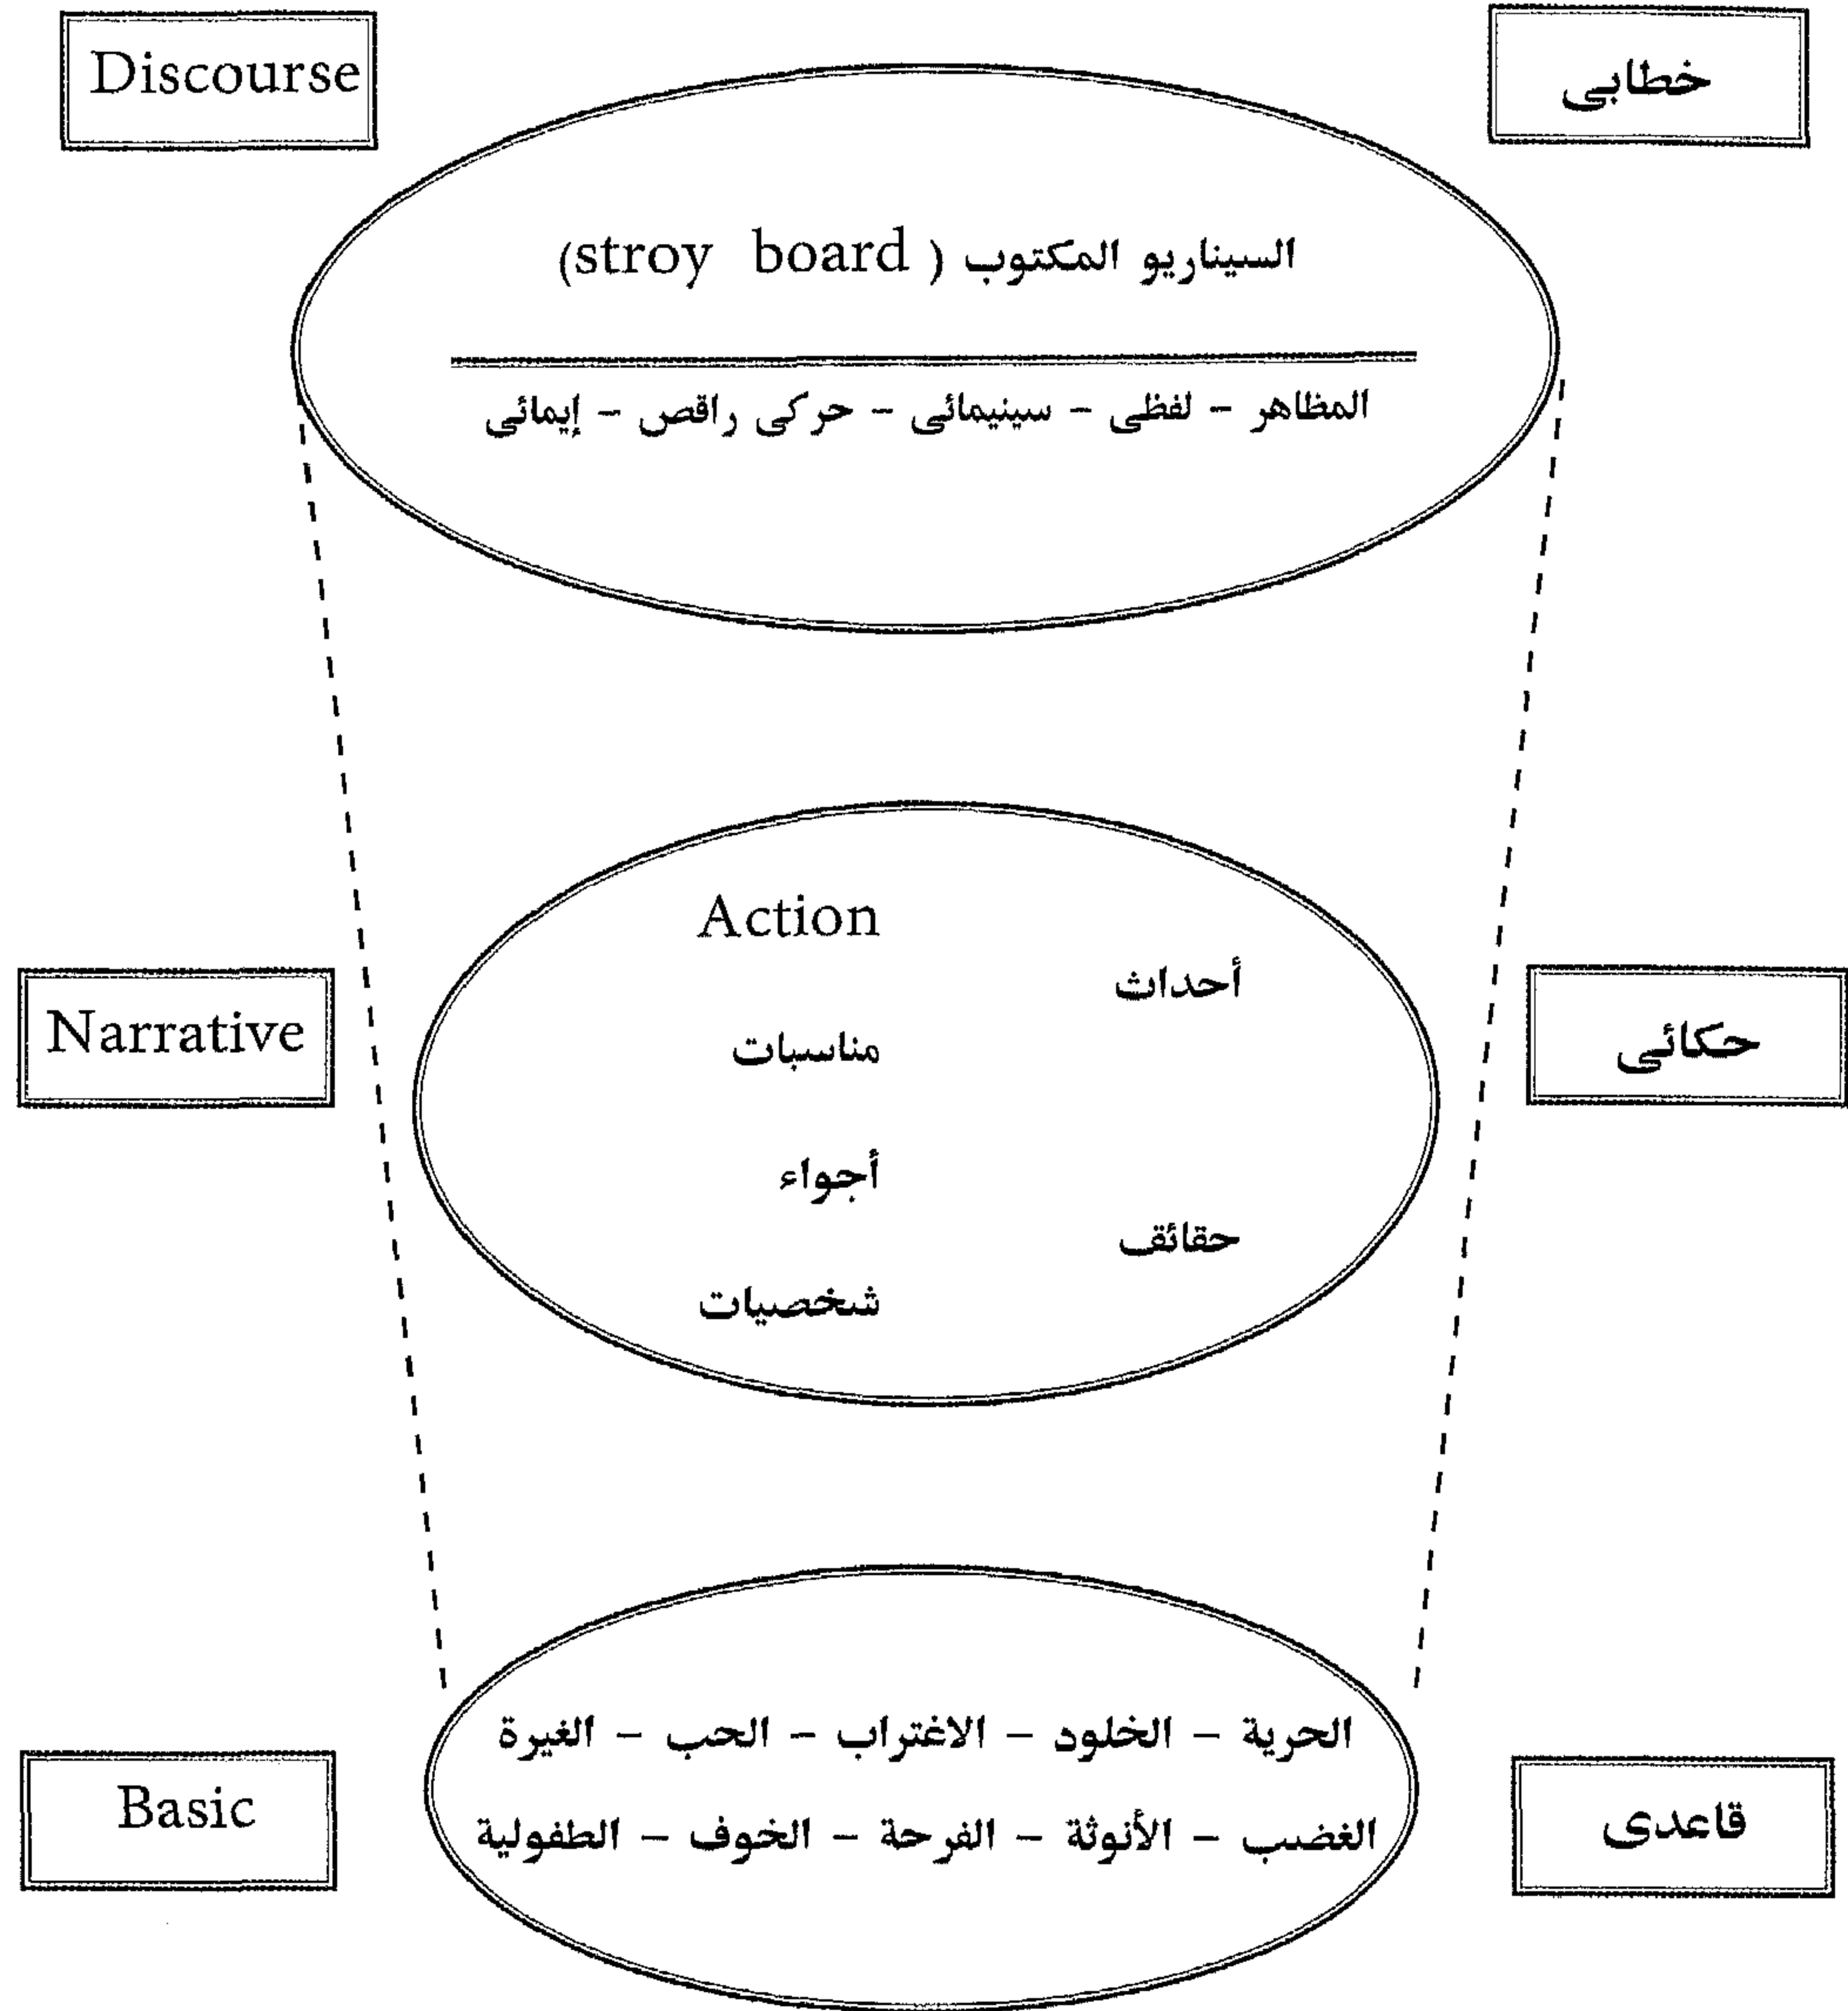 Discourse
خطابى
السيناريو المكتوب ( stroy board)
المظاهر – لفظى – سينيمائى – حركى راقص – إيمائى
Action
أحداث
Narrative
حكائى
مناسبات
أجواء
حقائق
شخصيات
الحرية – الخلود – الاغتراب – الحب – الغيرة
Basic
قاعدى
الغضب – الأنوثة – الفرحة – الخوف – الطفولية